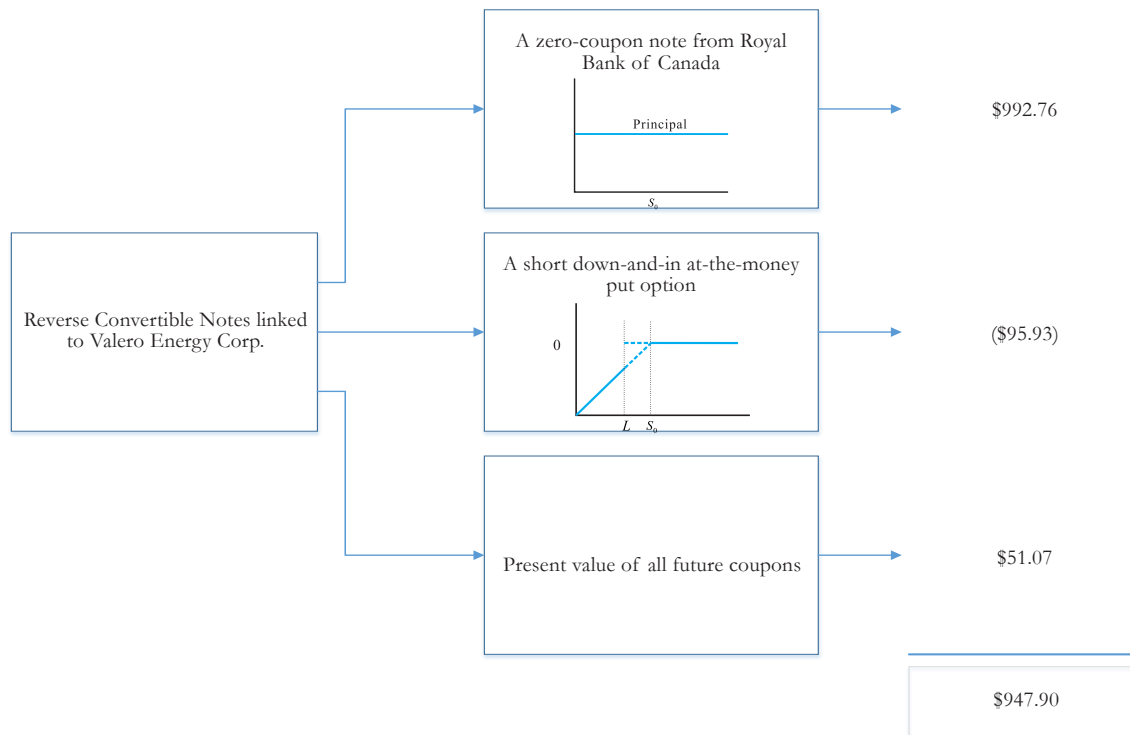 A zero-coupon note from Royal
Bank of Canada
Principal
S₀
$992.76
Reverse Convertible Notes linked
to Valero Energy Corp.
A short down-and-in at-the-money
put option
0
L S₀
($95.93)
Present value of all future coupons
$51.07
$947.90